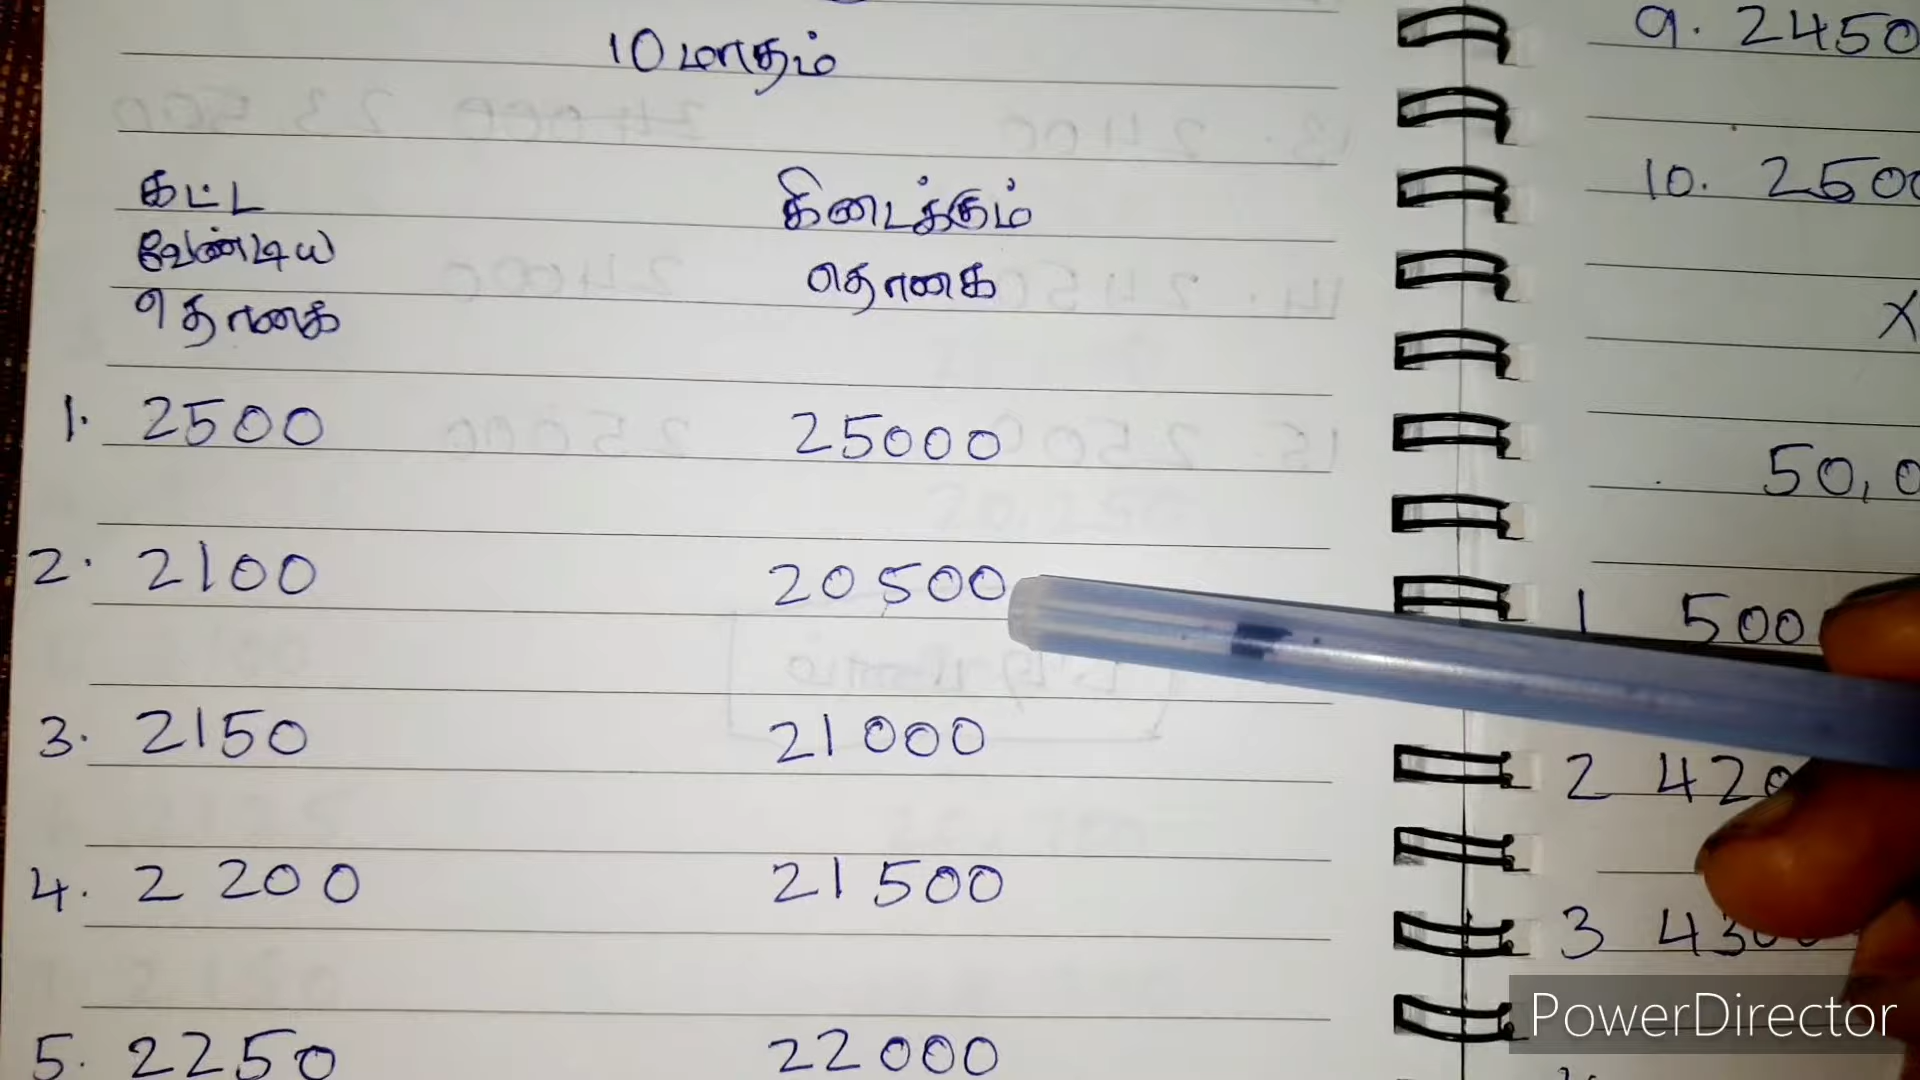 10 மாதம்
கட்ட
வேண்டிய
தொகை
கிடைக்கும்
தொகை
1. 2500 25000
2. 2100 20500
3. 2150 21000
4. 2200 21500
5. 2250 22000
9. 2450
10. 250
X
50,0
1 500
2 420
3 430
PowerDirector